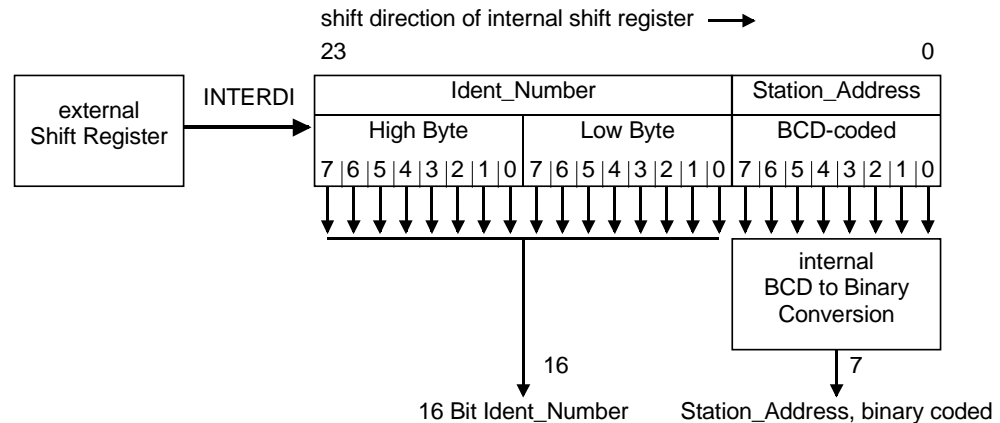 shift direction of internal shift register
23 0
external
Shift Register
INTERDI
Ident_Number Station_Address
High Byte Low Byte BCD-coded
7 6 5 4 3 2 1 0 7 6 5 4 3 2 1 0 7 6 5 4 3 2 1 0
internal
BCD to Binary
Conversion
16 7
16 Bit Ident_Number Station_Address, binary coded